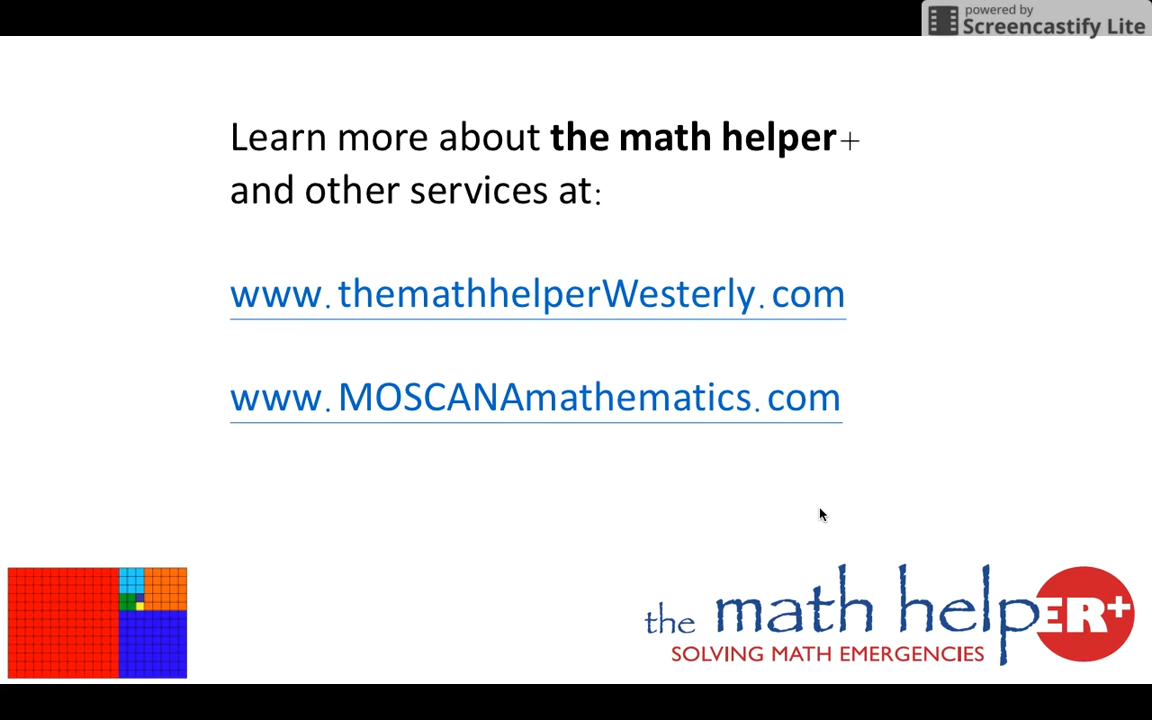 powered by
Screencastify Lite
Learn more about the math helper+
and other services at:
www.themathhelperWesterly.com
www.MOSCANAmathematics.com
the math helpER+
SOLVING MATH EMERGENCIES